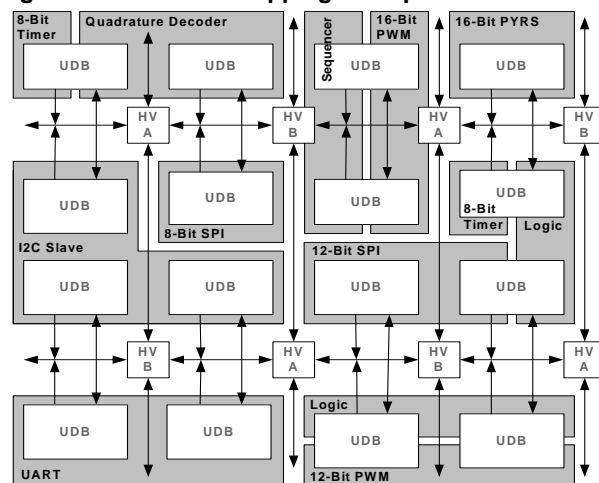 8-Bit
Timer
Quadrature Decoder
Sequencer
16-Bit
PWM
16-Bit PYRS
UDB
UDB
UDB
UDB
HV
A
HV
B
HV
A
HV
B
UDB
UDB
UDB
UDB
8-Bit
Timer
Logic
8-Bit SPI
I2C Slave
12-Bit SPI
UDB
UDB
UDB
UDB
HV
B
HV
A
HV
B
HV
A
Logic
UDB
UDB
UDB
UDB
UART
12-Bit PWM